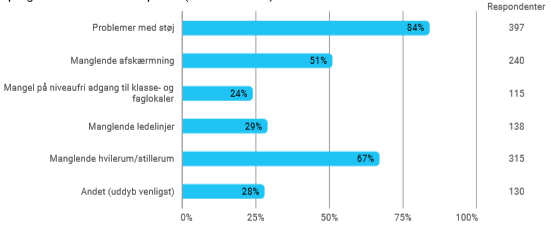 Respondenter
Problemer med støj 84% 397
Manglende afskærmning 51% 240
Mangel på niveaufri adgang til klasse- og
faglokaler 24% 115
Manglende ledelinjer 29% 138
Manglende hvilerum/stillerum 67% 315
Andet (uddyb venligst) 28% 130
0% 25% 50% 75% 100%